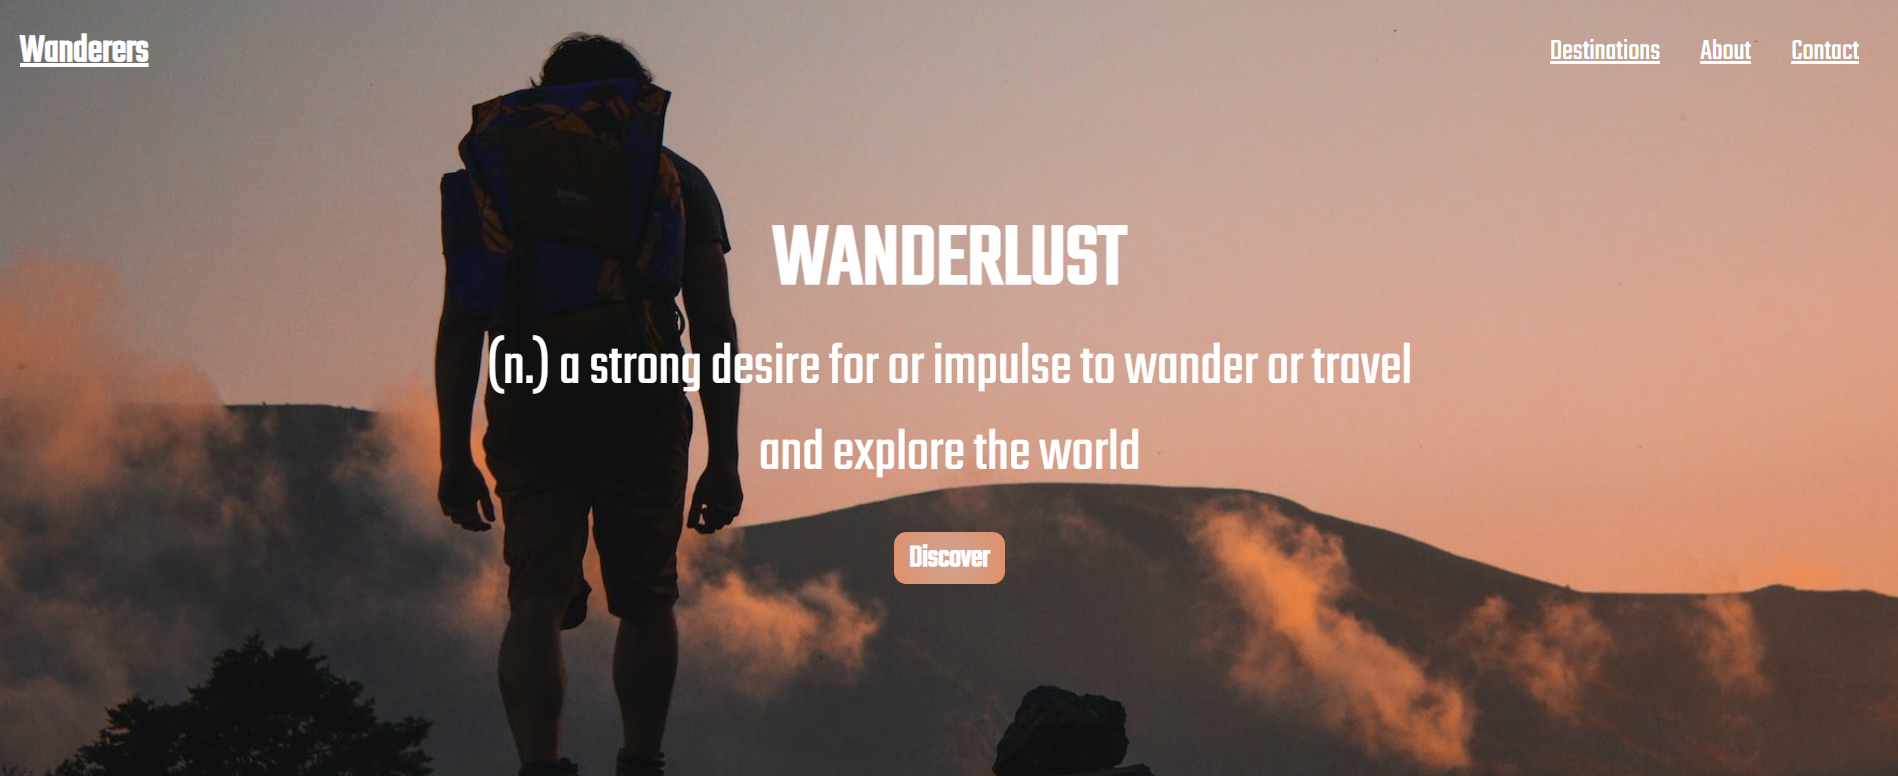 Wanderers
Destinations About Contact
WANDERLUST
(n.) a strong desire for or impulse to wander or travel
and explore the world
Discover